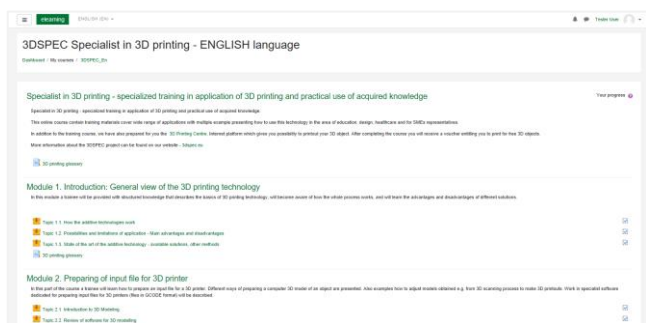 elearning ENGLISH (EN)
Tester User
3DSPEC Specialist in 3D printing - ENGLISH language
Dashboard / My courses / 3DSPEC_En
Specialist in 3D printing - specialized training in application of 3D printing and practical use of acquired knowledge
Your progress
Specialist in 3D printing - specialized training in application of 3D printing and practical use of acquired knowledge
This online course contain training materials cover wide range of applications with multiple example presenting how to use this technology in the area of education, design, healthcare and for SMEs representatives.
In addition to the training course, we have also prepared for you the 3D Printing Centre, interest platform which gives you possibility to printout your 3D object. After completing the course you will receive a voucher entitling you to print for free 3D objects.
More information about the 3DSPEC project can be found on our website - 3dspec.eu
3D printing glossary
Module 1. Introduction: General view of the 3D printing technology
In this module a trainee will be provided with structured knowledge that describes the basics of 3D printing technology, will become aware of how the whole process works, and will learn the advantages and disadvantages of different solutions.
Topic 1.1. How the additive technologies work
Topic 1.2. Possibilities and limitations of application - Main advantages and disadvantages
Topic 1.3. State of the art of the additive technology - available solutions, other methods
3D printing glossary
Module 2. Preparing of input file for 3D printer
In this part of the course a trainee will learn how to prepare an input file for a 3D printer. Different ways of preparing a computer 3D model of an object are presented. Also examples how to adjust models obtained e.g. from 3D scanning process to make 3D printouts. Work in specialist software
dedicated for preparing input files for 3D printers (files in GCODE format) will be described.
Topic 2.1. Introduction to 3D Modeling
Topic 2.2. Review of software for 3D modelling